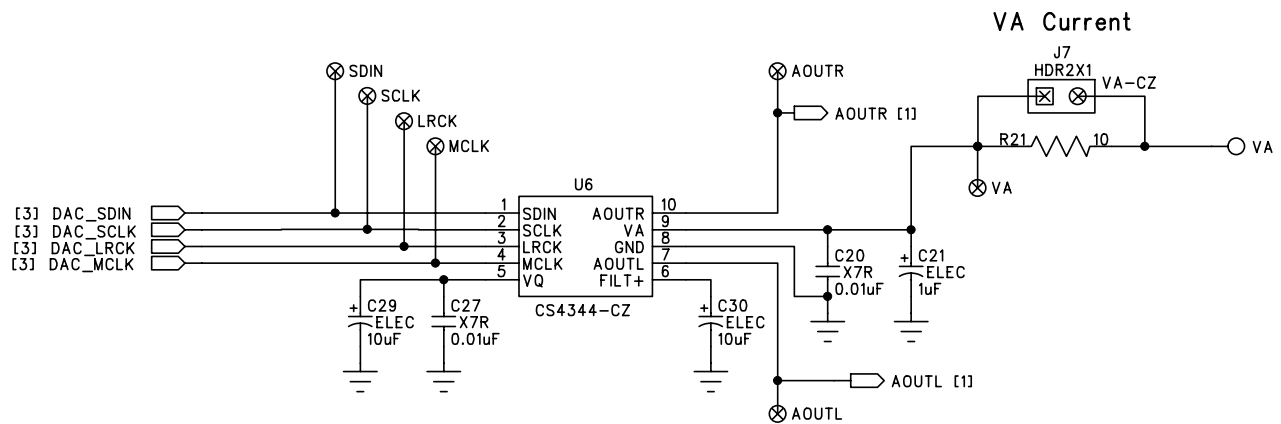 VA Current
J7
HDR2X1
VA-CZ
SDIN
SCLK
LRCK
MCLK
AOUTR
AOUTR [1]
R21 10
VA
VA
U6
[3] DAC_SDIN
[3] DAC_SCLK
[3] DAC_LRCK
[3] DAC_MCLK
1 SDIN AOUTR 10
2 SCLK VA 9
3 LRCK GND 8
4 MCLK AOUTL 7
5 VQ FILT+ 6
CS4344-CZ
C20
X7R
0.01uF
+ C21
ELEC
1uF
+ C29
ELEC
10uF
C27
X7R
0.01uF
+ C30
ELEC
10uF
AOUTL [1]
AOUTL